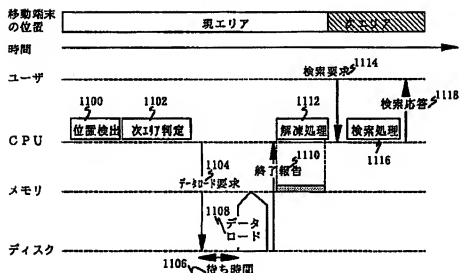 移動端末
の位置
現エリア
次エリア
時間
ユーザ
検索要求
1114
検索応答
1118
1100
1102
1112
位置検出
次ｴﾘｱ判定
解凍処理
検索処理
1116
CPU
1104
ﾃﾞｰﾀﾛｰﾄﾞ要求
終了報告
1110
メモリ
1108
データ
ロード
ディスク
1106
待ち時間